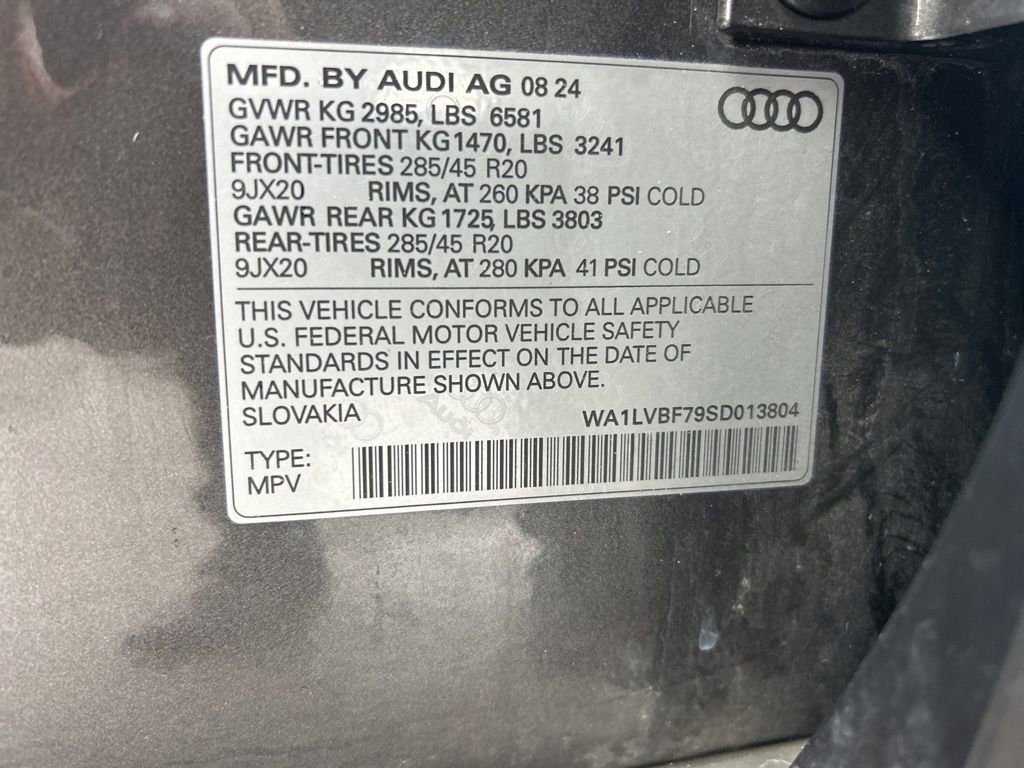 MFD. BY AUDI AG 08 24
GVWR KG 2985, LBS 6581
GAWR FRONT KG1470, LBS 3241
FRONT-TIRES 285/45 R20
9JX20 RIMS, AT 260 KPA 38 PSI COLD
GAWR REAR KG 1725, LBS 3803
REAR-TIRES 285/45 R20
9JX20 RIMS, AT 280 KPA 41 PSI COLD
THIS VEHICLE CONFORMS TO ALL APPLICABLE
U.S. FEDERAL MOTOR VEHICLE SAFETY
STANDARDS IN EFFECT ON THE DATE OF
MANUFACTURE SHOWN ABOVE.
SLOVAKIA WA1LVBF79SD013804
TYPE:
MPV